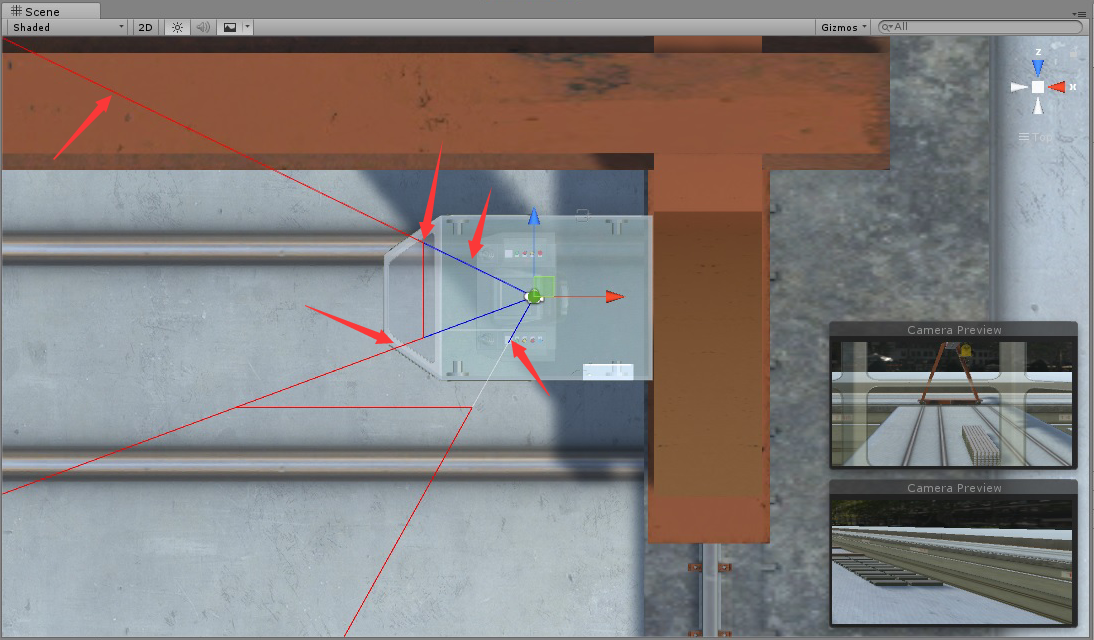 Scene
Shaded 2D Gizmos All
z
x
Top
Camera Preview
Camera Preview